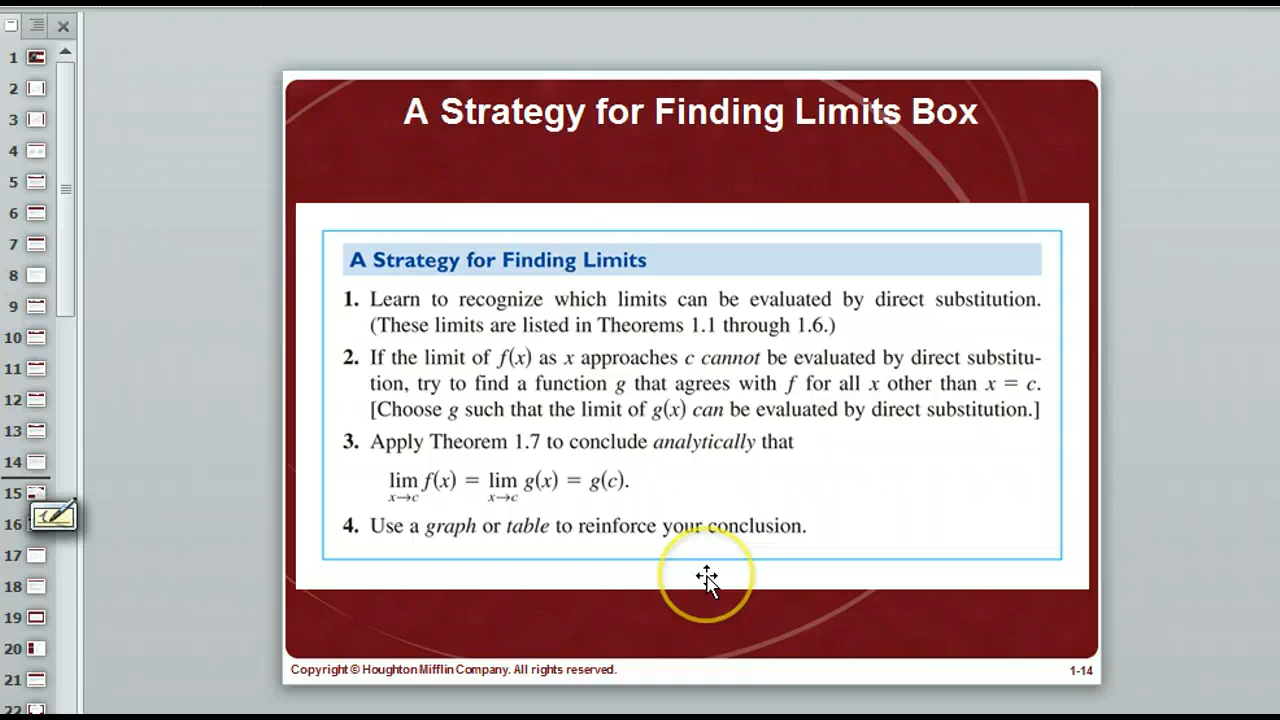 A Strategy for Finding Limits Box
A Strategy for Finding Limits
1. Learn to recognize which limits can be evaluated by direct substitution.
(These limits are listed in Theorems 1.1 through 1.6.)
2. If the limit of f(x) as x approaches c cannot be evaluated by direct substitu-
tion, try to find a function g that agrees with f for all x other than x = c.
[Choose g such that the limit of g(x) can be evaluated by direct substitution.]
3. Apply Theorem 1.7 to conclude analytically that
lim f(x) = lim g(x) = g(c).
x→c x→c
4. Use a graph or table to reinforce your conclusion.
Copyright © Houghton Mifflin Company. All rights reserved. 1-14
1
2
3
4
5
6
7
8
9
10
11
12
13
14
15
16
17
18
19
20
21
22